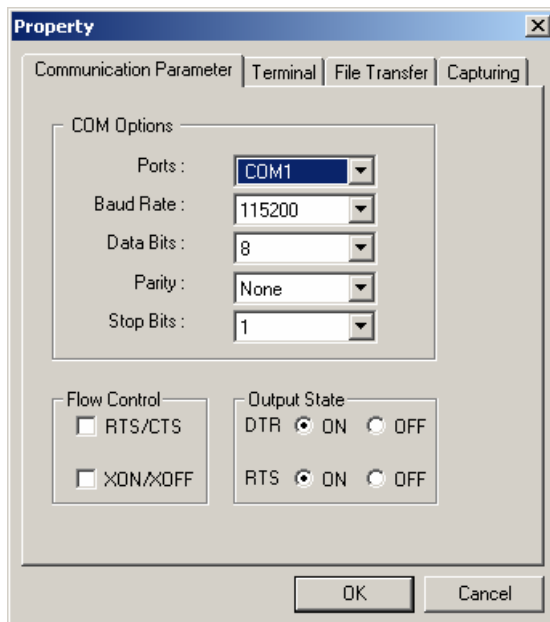 Property
Communication Parameter Terminal File Transfer Capturing
COM Options
Ports : COM1
Baud Rate : 115200
Data Bits : 8
Parity : None
Stop Bits : 1
Flow Control
RTS/CTS
XON/XOFF
Output State
DTR ON OFF
RTS ON OFF
OK Cancel